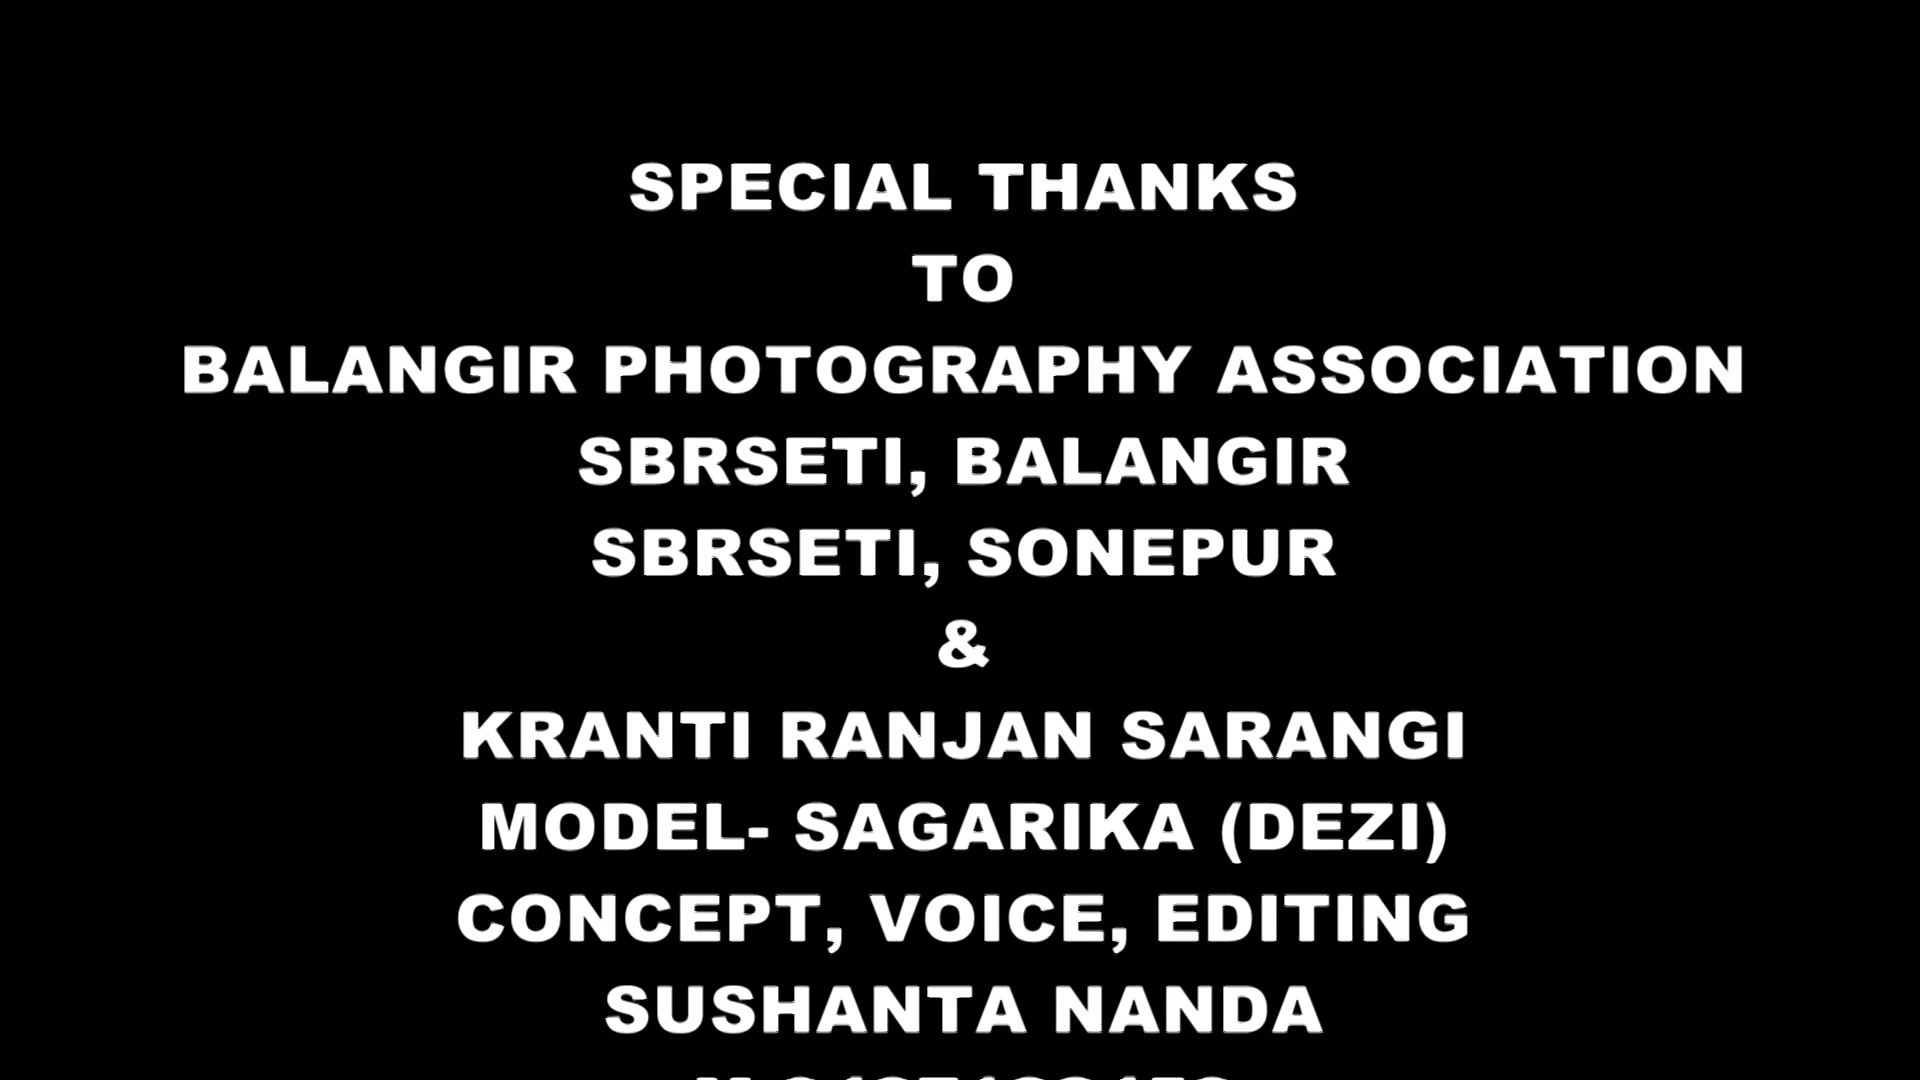 SPECIAL THANKS
TO
BALANGIR PHOTOGRAPHY ASSOCIATION
SBRSETI, BALANGIR
SBRSETI, SONEPUR
&
KRANTI RANJAN SARANGI
MODEL- SAGARIKA (DEZI)
CONCEPT, VOICE, EDITING
SUSHANTA NANDA